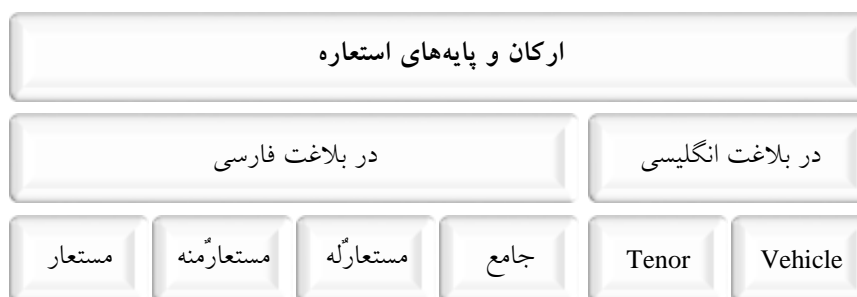 ارکان و پایه‌های استعاره
در بلاغت انگلیسی در بلاغت فارسی
Vehicle Tenor جامع مستعارٌله مستعارٌمنه مستعار